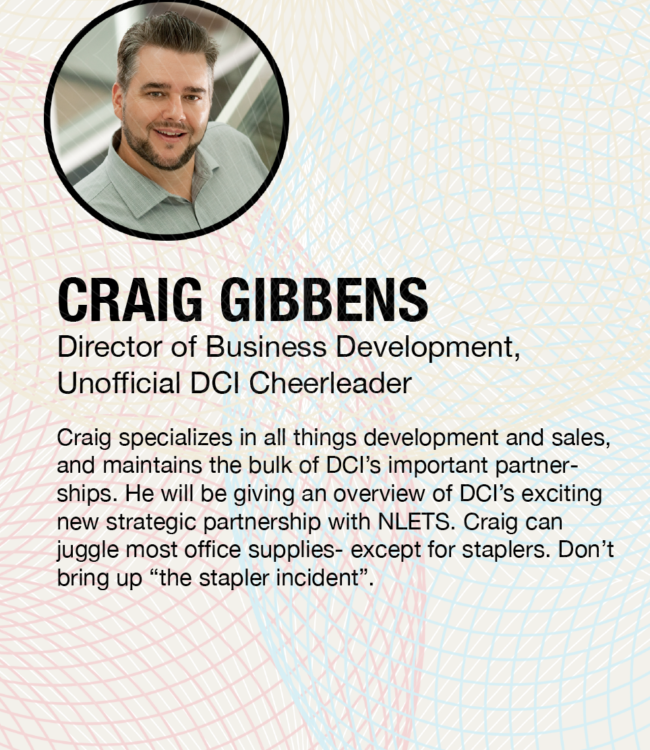 CRAIG GIBBENS
Director of Business Development,
Unofficial DCI Cheerleader
Craig specializes in all things development and sales,
and maintains the bulk of DCI’s important partner-
ships. He will be giving an overview of DCI’s exciting
new strategic partnership with NLETS. Craig can
juggle most office supplies- except for staplers. Don’t
bring up “the stapler incident”.